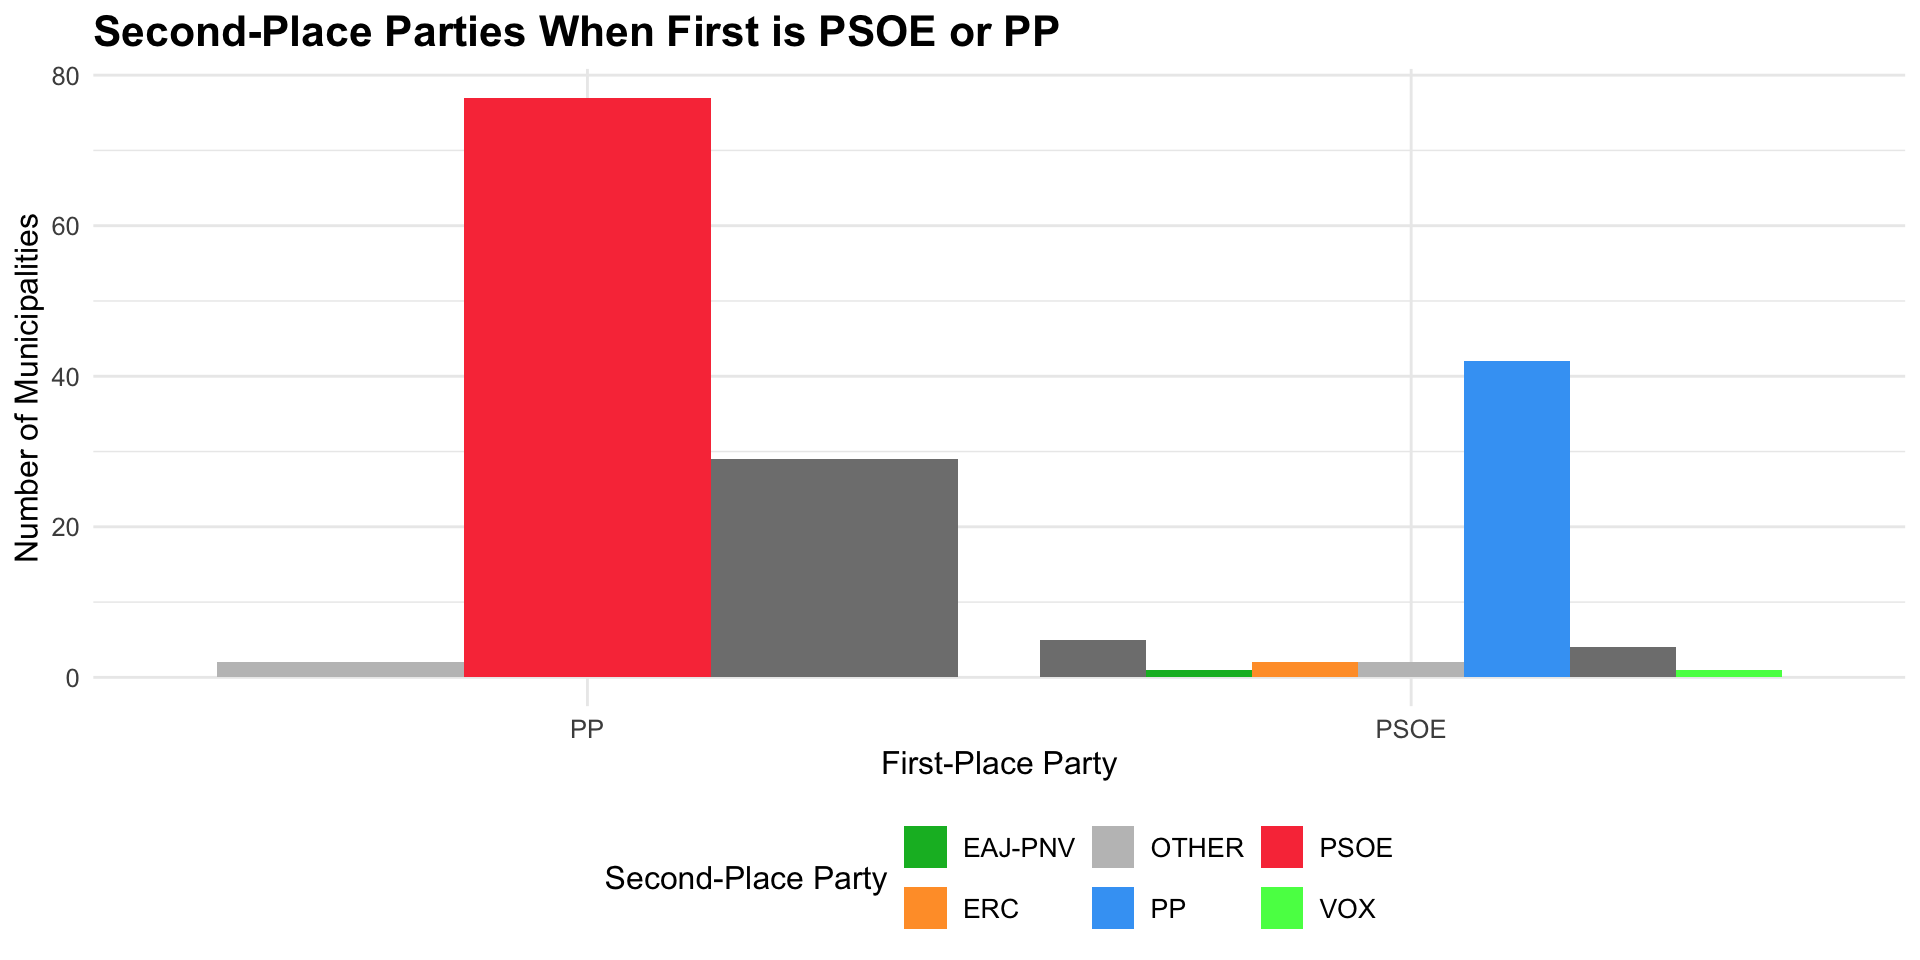 Second-Place Parties When First is PSOE or PP
80
60
40
20
0
Number of Municipalities
PP
PSOE
First-Place Party
Second-Place Party
EAJ-PNV
OTHER
PSOE
ERC
PP
VOX